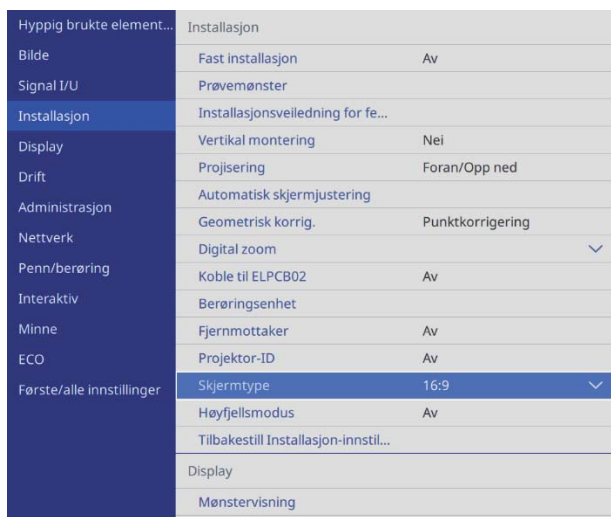 Hyppig brukte element...
Bilde
Signal I/U
Installasjon
Display
Drift
Administrasjon
Nettverk
Penn/berøring
Interaktiv
Minne
ECO
Første/alle innstillinger
Installasjon
Fast installasjon Av
Prøvemønster
Installasjonsveiledning for fe...
Vertikal montering Nei
Projisering Foran/Opp ned
Automatisk skjermjustering
Geometrisk korrig. Punktkorrigering
Digital zoom
Koble til ELPCB02 Av
Berøringsenhet
Fjernmottaker Av
Projektor-ID Av
Skjermtype 16:9
Høyfjellsmodus Av
Tilbakestill Installasjon-innstil...
Display
Mønstervisning